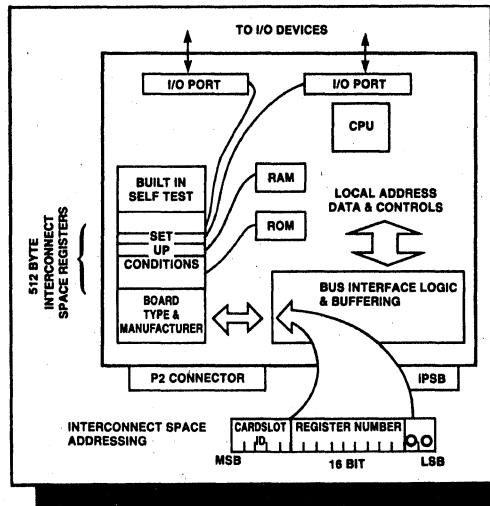 TO I/O DEVICES
I/O PORT
I/O PORT
CPU
BUILT IN
SELF TEST
RAM
LOCAL ADDRESS
DATA & CONTROLS
SET
UP
CONDITIONS
ROM
512 BYTE
INTERCONNECT
SPACE REGISTERS
BOARD
TYPE &
MANUFACTURER
BUS INTERFACE LOGIC
& BUFFERING
P2 CONNECTOR
iPSB
INTERCONNECT SPACE
ADDRESSING
CARDSLOT
ID
REGISTER NUMBER
0 0
MSB
16 BIT
LSB